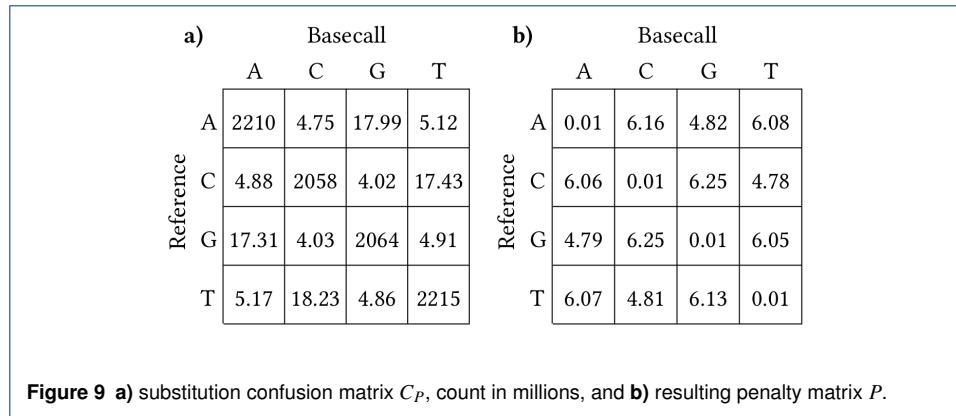 a) Basecall b) Basecall
A C G T A C G T
A 2210 4.75 17.99 5.12 A 0.01 6.16 4.82 6.08
C 4.88 2058 4.02 17.43 C 6.06 0.01 6.25 4.78
Reference Reference
G 17.31 4.03 2064 4.91 G 4.79 6.25 0.01 6.05
T 5.17 18.23 4.86 2215 T 6.07 4.81 6.13 0.01
Figure 9 a) substitution confusion matrix C_P, count in millions, and b) resulting penalty matrix P.